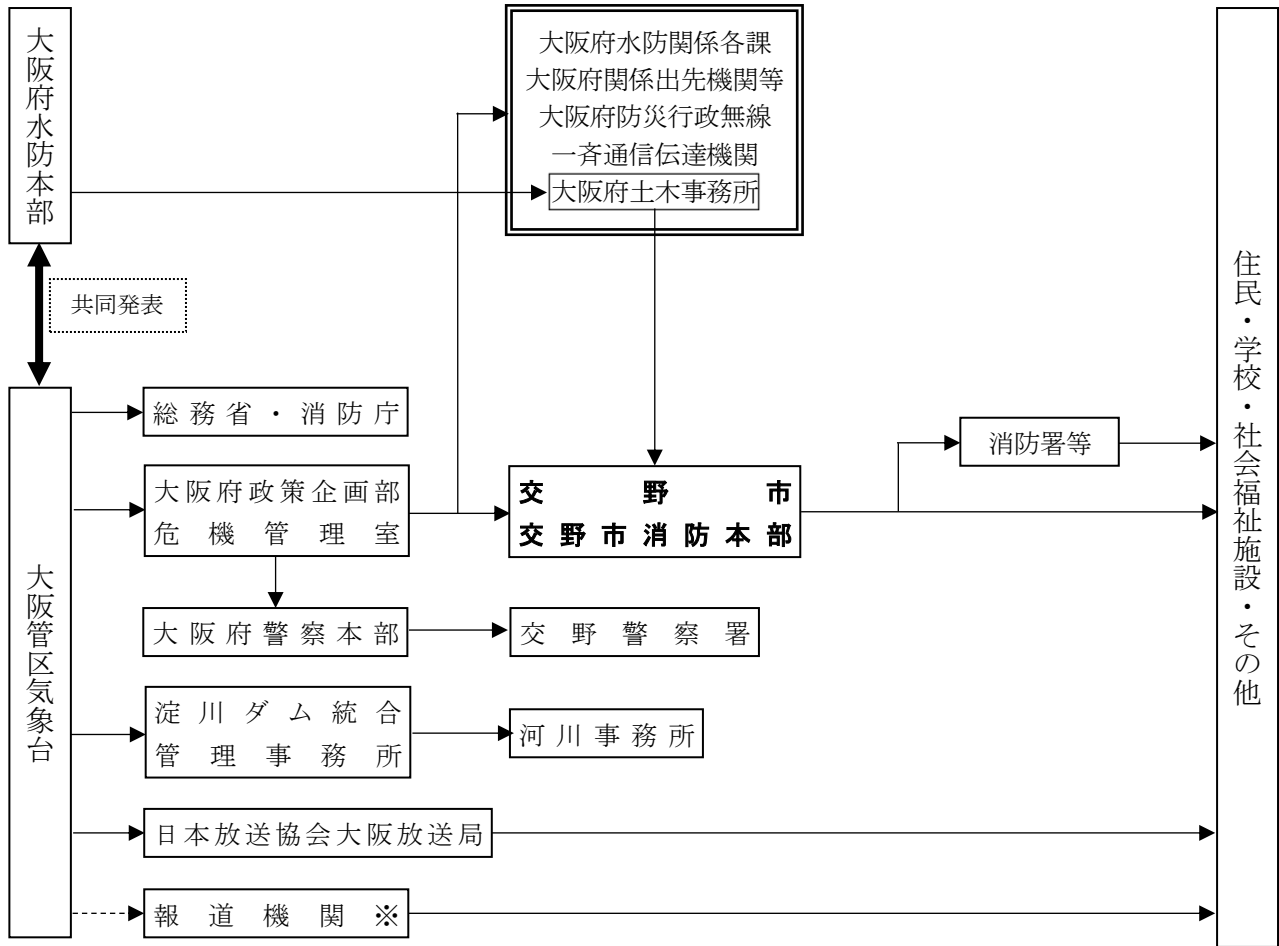 大阪府水防本部
大阪府水防関係各課
大阪府関係出先機関等
大阪府防災行政無線
一斉通信伝達機関
大阪府土木事務所
共同発表
大阪管区気象台
総務省・消防庁
大阪府政策企画部
危機管理室
交野市
交野市消防本部
消防署等
大阪府警察本部
交野警察署
淀川ダム統合
管理事務所
河川事務所
日本放送協会大阪放送局
報道機関※
住民・学校・社会福祉施設・その他